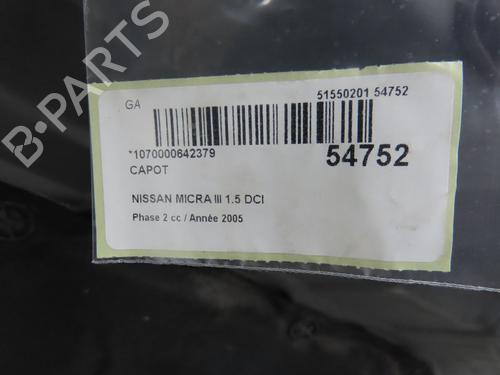 B-PARTS
GA
51550201 54752
*1070000642379
54752
CAPOT
NISSAN MICRA III 1.5 DCI
Phase 2 cc / Année 2005